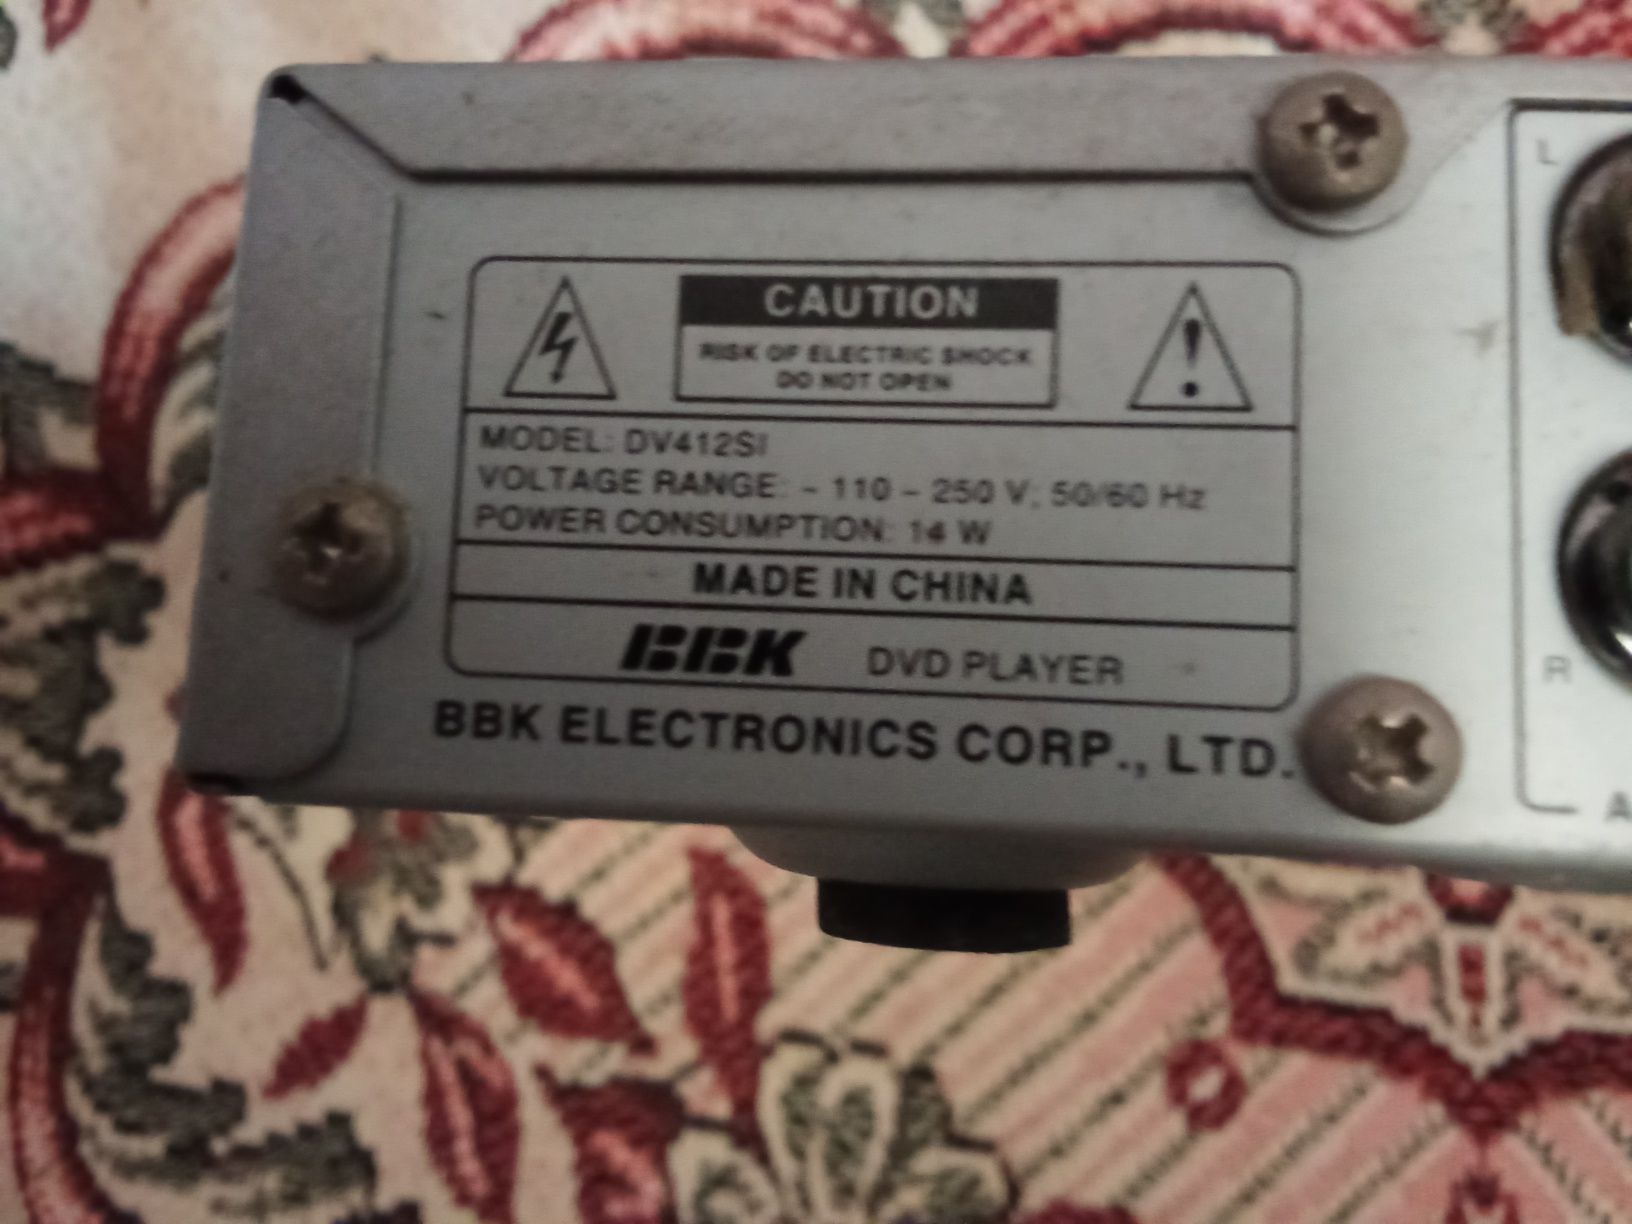 CAUTION
RISK OF ELECTRIC SHOCK
DO NOT OPEN
MODEL: DV412SI
VOLTAGE RANGE: ~ 110 – 250 V; 50/60 Hz
POWER CONSUMPTION: 14 W
MADE IN CHINA
BBK DVD PLAYER
BBK ELECTRONICS CORP., LTD.
L
R
A